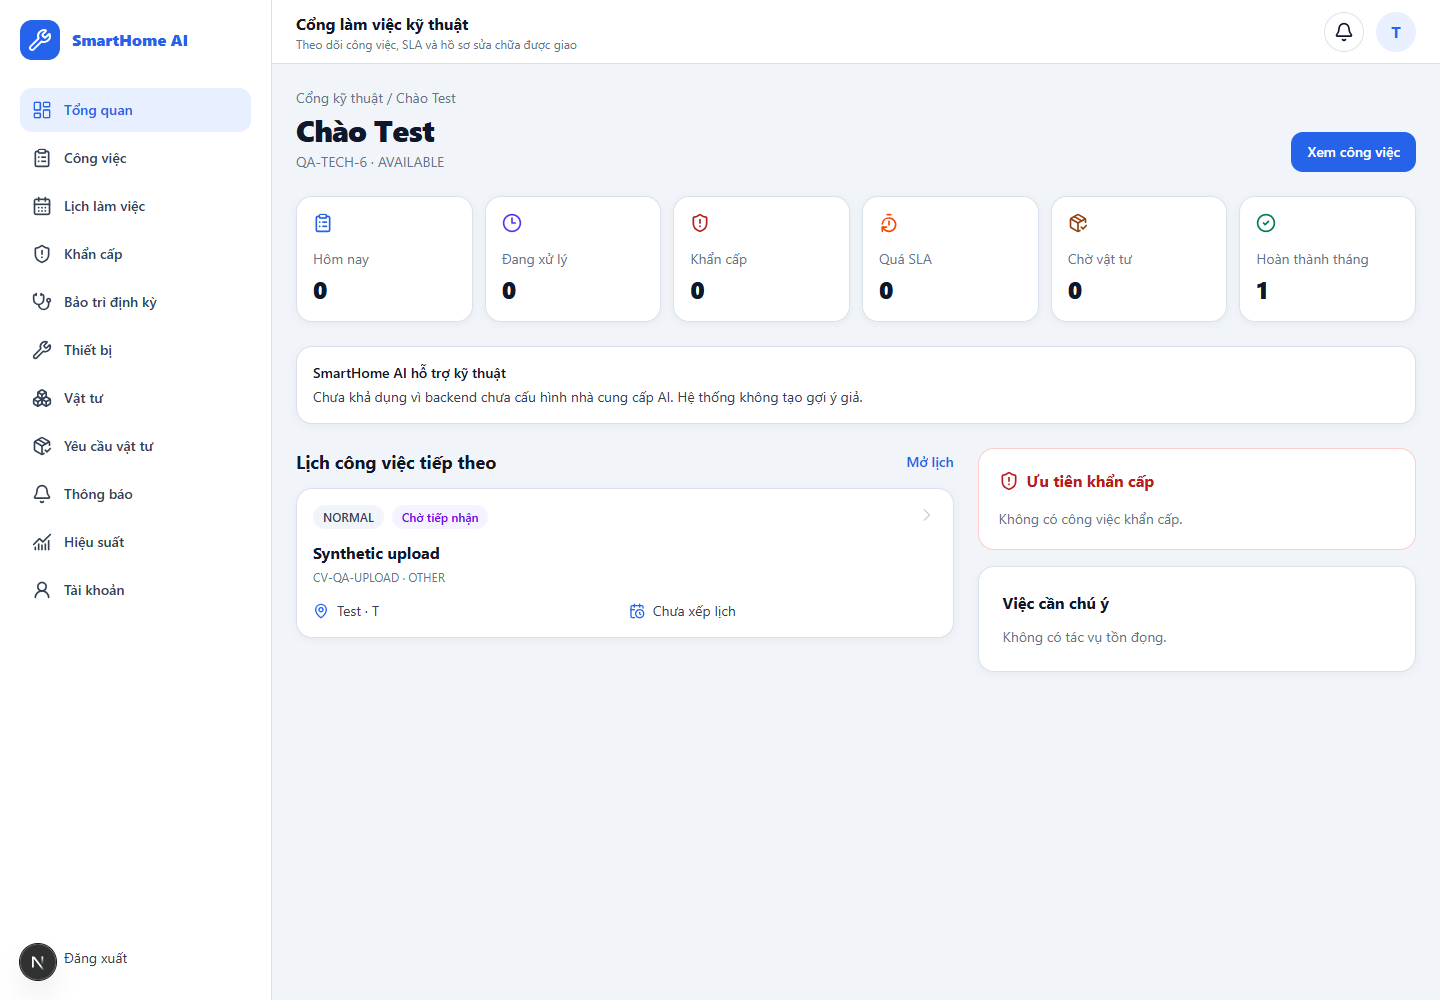 SmartHome AI
Tổng quan
Công việc
Lịch làm việc
Khẩn cấp
Bảo trì định kỳ
Thiết bị
Vật tư
Yêu cầu vật tư
Thông báo
Hiệu suất
Tài khoản
N
Đăng xuất
Cổng làm việc kỹ thuật
Theo dõi công việc, SLA và hồ sơ sửa chữa được giao
T
Cổng kỹ thuật / Chào Test
Chào Test
QA-TECH-6 · AVAILABLE
Xem công việc
Hôm nay
0
Đang xử lý
0
Khẩn cấp
0
Quá SLA
0
Chờ vật tư
0
Hoàn thành tháng
1
SmartHome AI hỗ trợ kỹ thuật
Chưa khả dụng vì backend chưa cấu hình nhà cung cấp AI. Hệ thống không tạo gợi ý giả.
Lịch công việc tiếp theo
Mở lịch
NORMAL
Chờ tiếp nhận
Synthetic upload
CV-QA-UPLOAD · OTHER
Test · T
Chưa xếp lịch
Ưu tiên khẩn cấp
Không có công việc khẩn cấp.
Việc cần chú ý
Không có tác vụ tồn đọng.